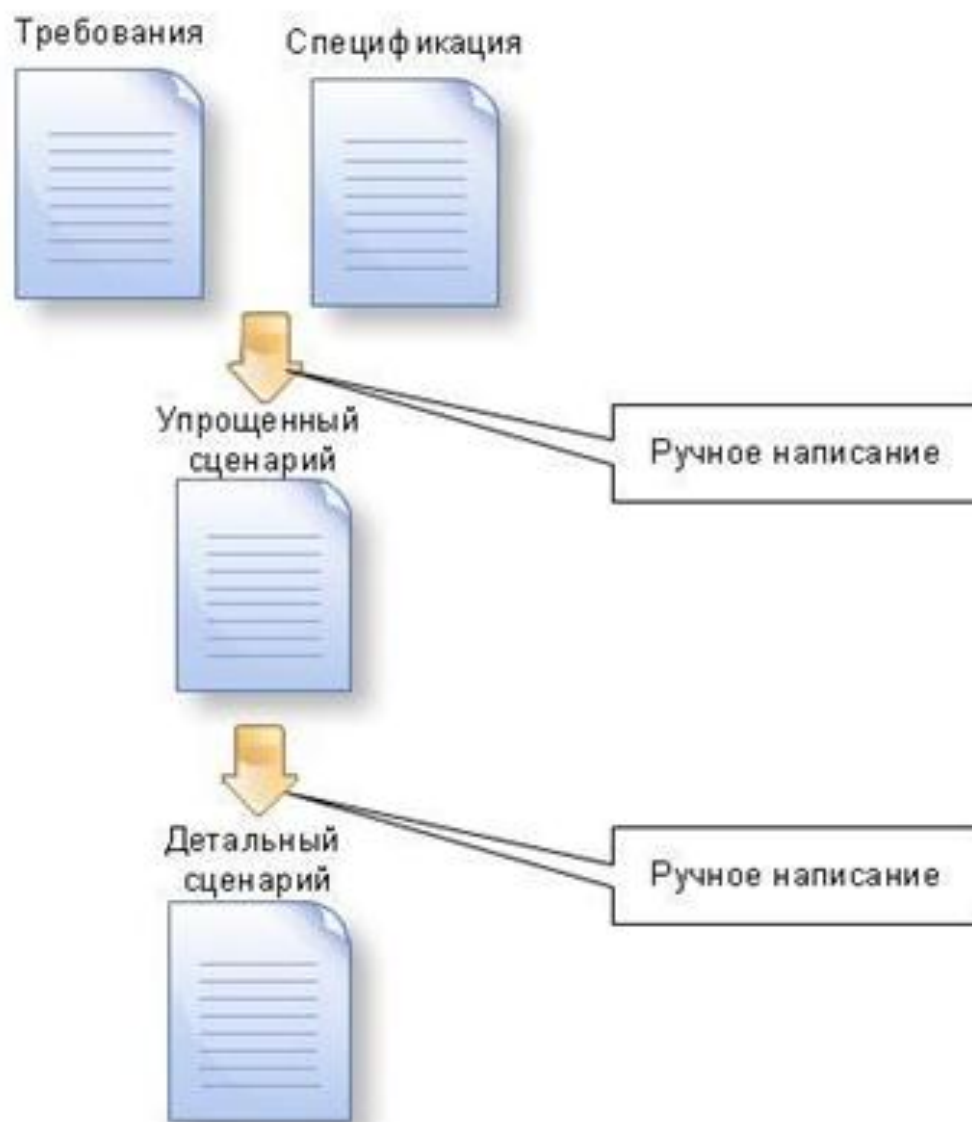 Требования
Спецификация
Упрощенный
сценарий
Ручное написание
Детальный
сценарий
Ручное написание